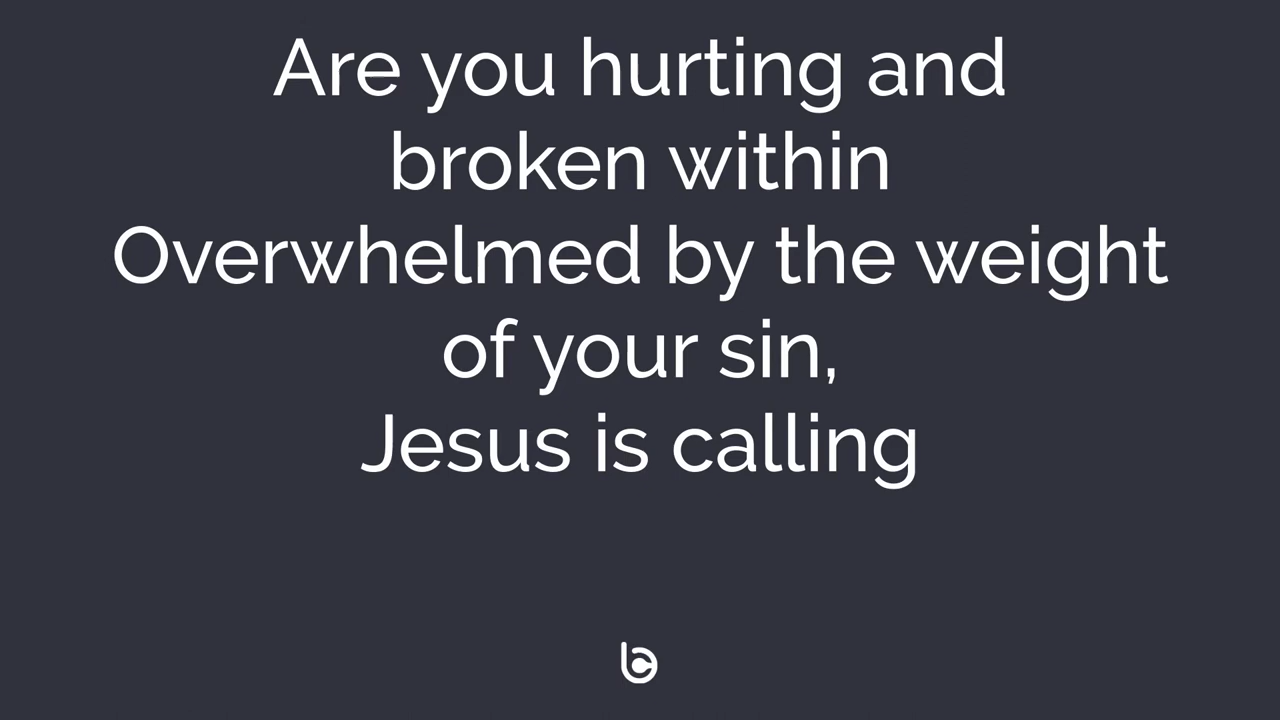 Are you hurting and
broken within
Overwhelmed by the weight
of your sin,
Jesus is calling